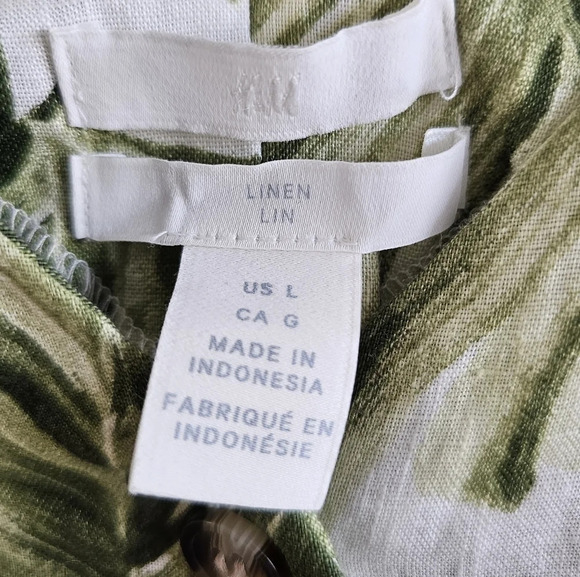 H&M
LINEN
LIN
US L
CA G
MADE IN
INDONESIA
FABRIQUÉ EN
INDONÉSIE